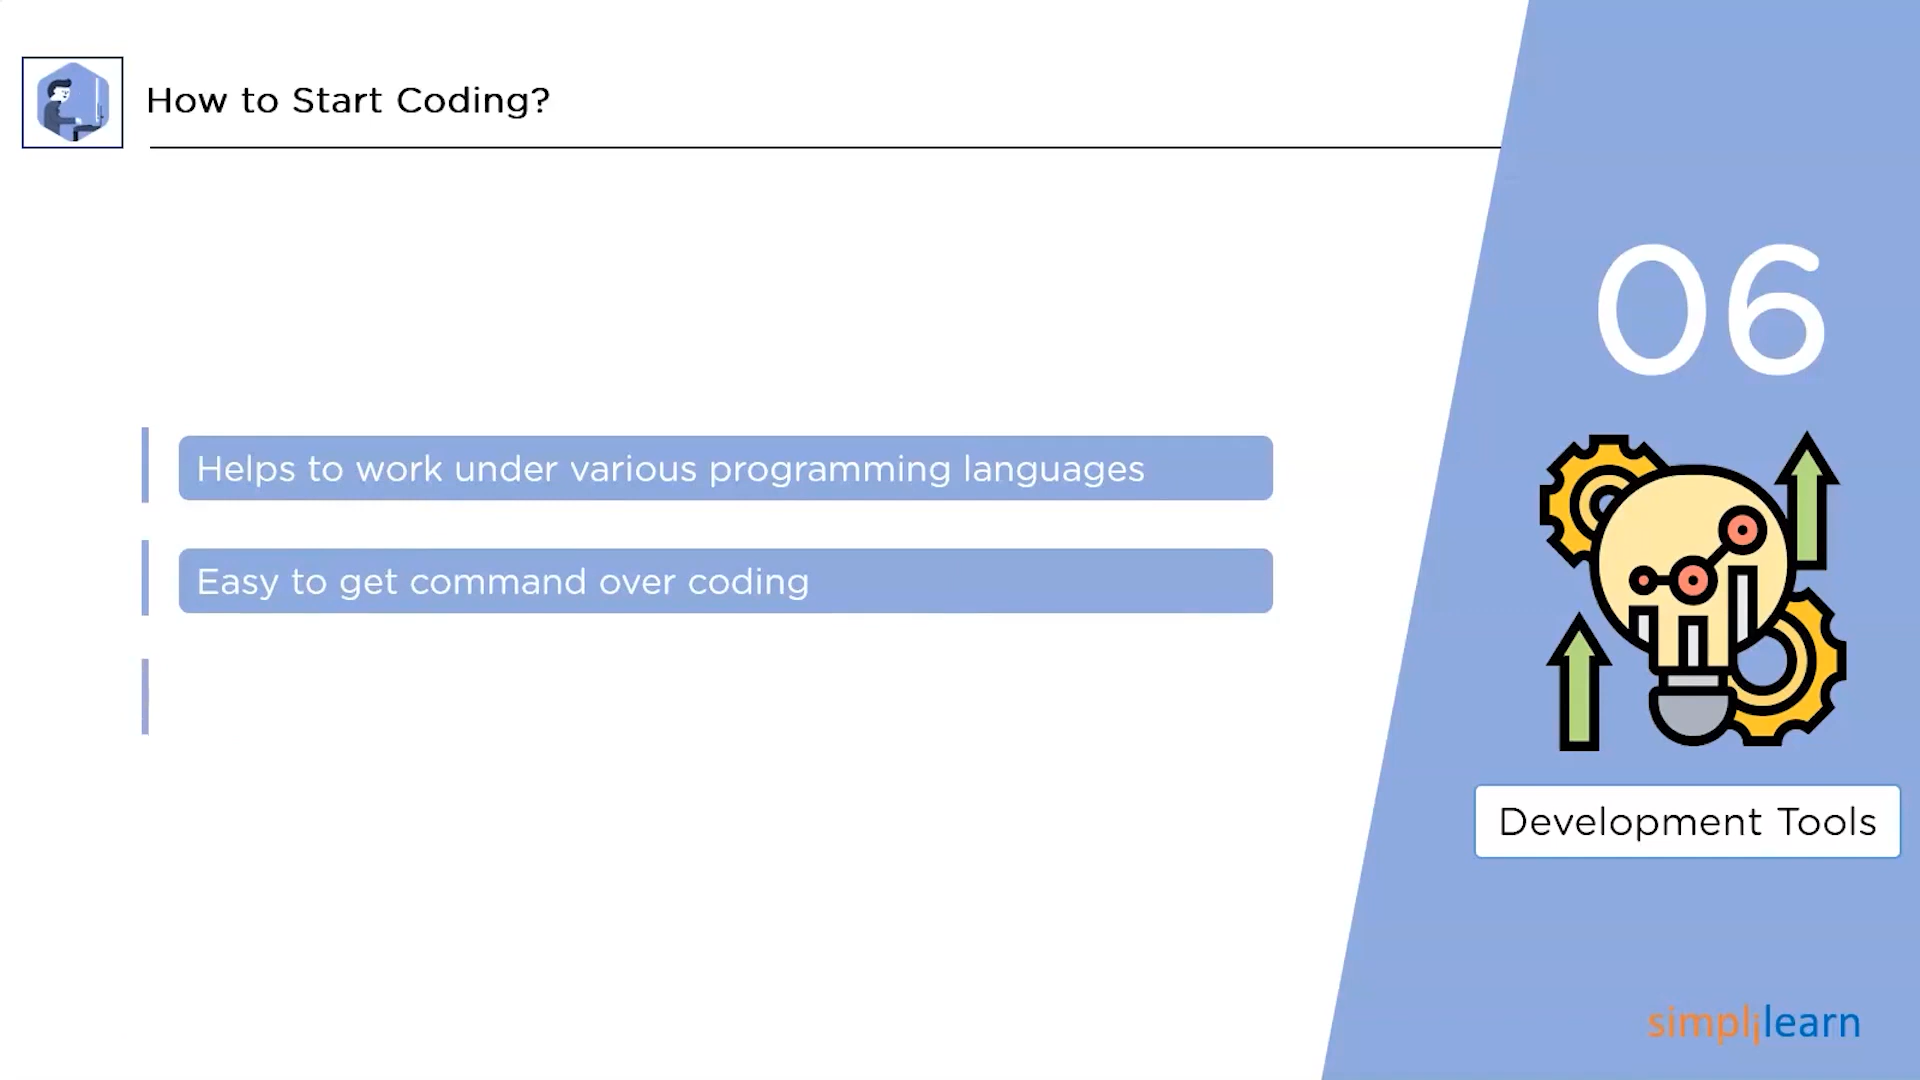 How to Start Coding?
06
Helps to work under various programming languages
Easy to get command over coding
Development Tools
simplilearn